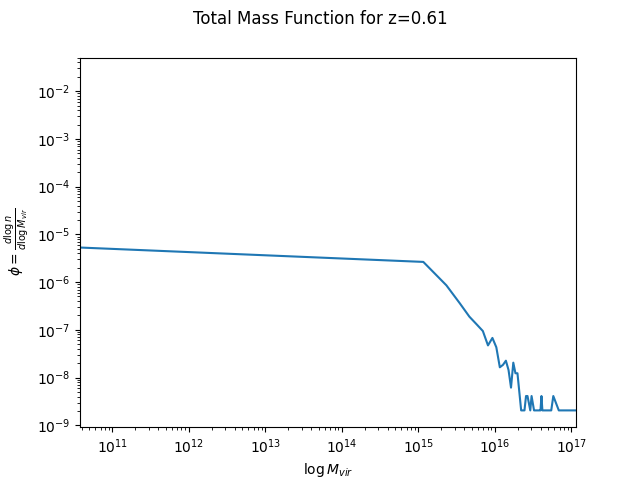 Total Mass Function for z=0.61
10⁻²
10⁻³
10⁻⁴
10⁻⁵
10⁻⁶
10⁻⁷
10⁻⁸
10⁻⁹
ϕ = d log n / d log M_vir
10¹¹ 10¹² 10¹³ 10¹⁴ 10¹⁵ 10¹⁶ 10¹⁷
log M_vir